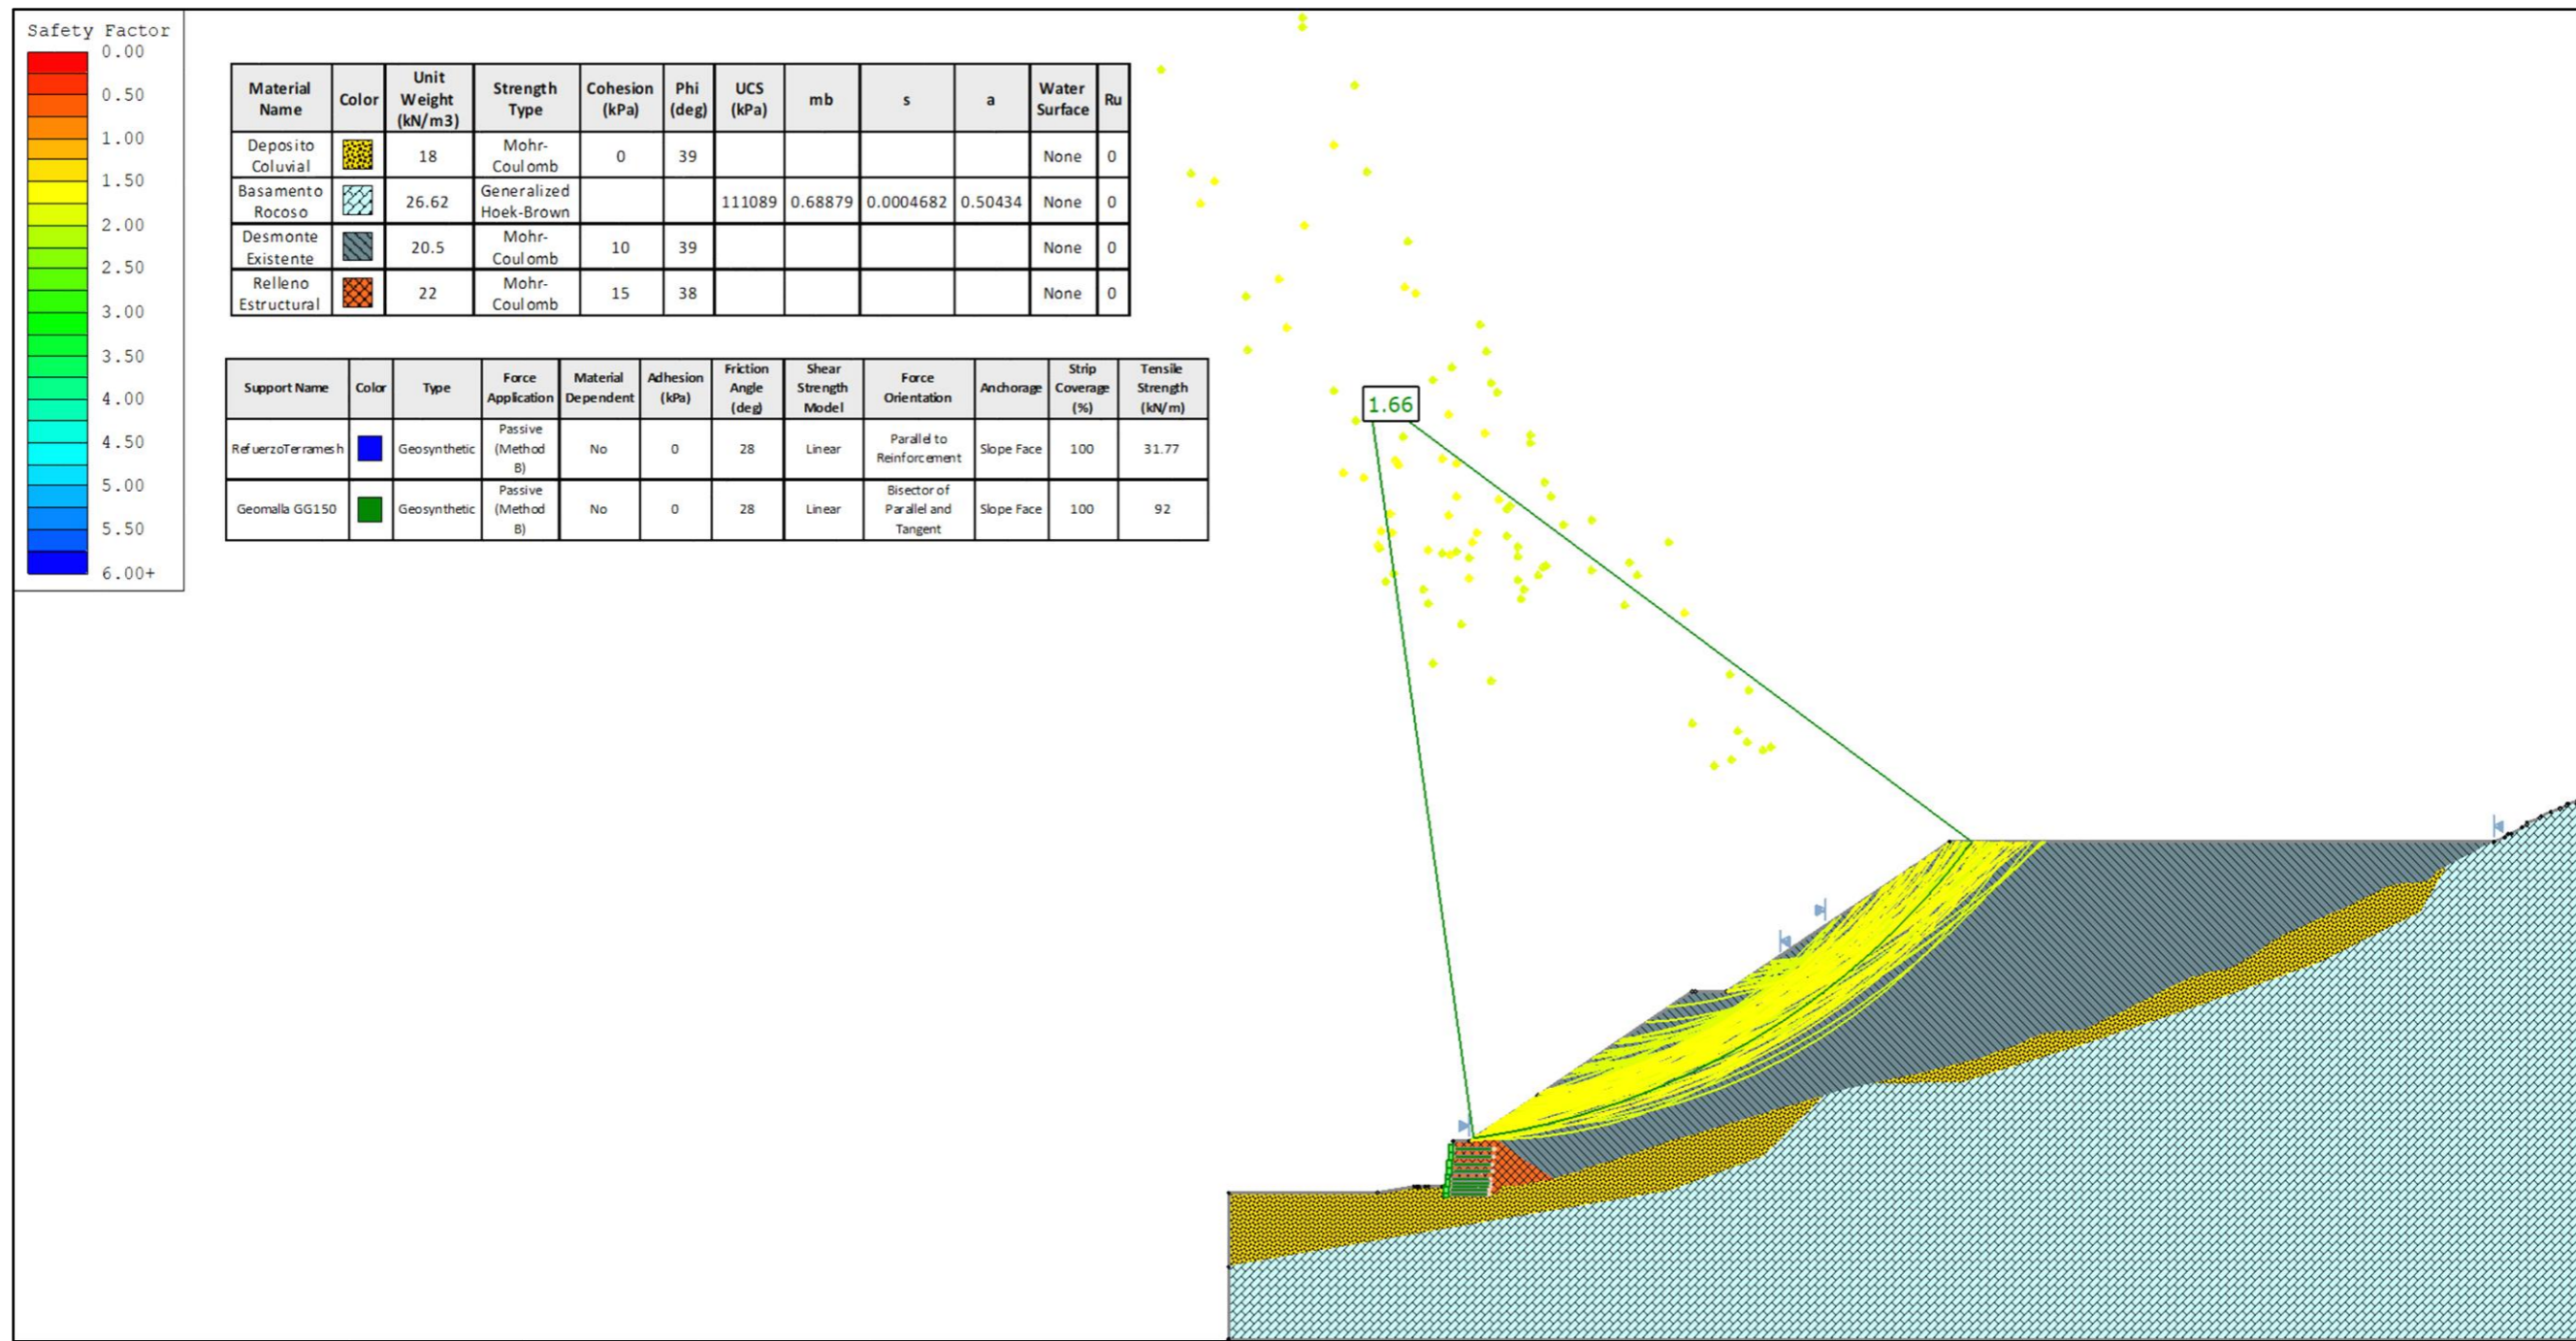 Safety Factor
0.00
0.50
1.00
1.50
2.00
2.50
3.00
3.50
4.00
4.50
5.00
5.50
6.00+
Material Name Color Unit Weight (kN/m3) Strength Type Cohesion (kPa) Phi (deg) UCS (kPa) mb s a Water Surface Ru
Deposito Coluvial 18 Mohr-Coulomb 0 39 None 0
Basamento Rocoso 26.62 Generalized Hoek-Brown 111089 0.68879 0.0004682 0.50434 None 0
Desmonte Existente 20.5 Mohr-Coulomb 10 39 None 0
Relleno Estructural 22 Mohr-Coulomb 15 38 None 0
Support Name Color Type Force Application Material Dependent Adhesion (kPa) Friction Angle (deg) Shear Strength Model Force Orientation Anchorage Strip Coverage (%) Tensile Strength (kN/m)
RefuerzoTerramesh Geosynthetic Passive (Method B) No 0 28 Linear Parallel to Reinforcement Slope Face 100 31.77
Geomalla GG150 Geosynthetic Passive (Method B) No 0 28 Linear Bisector of Parallel and Tangent Slope Face 100 92
1.66